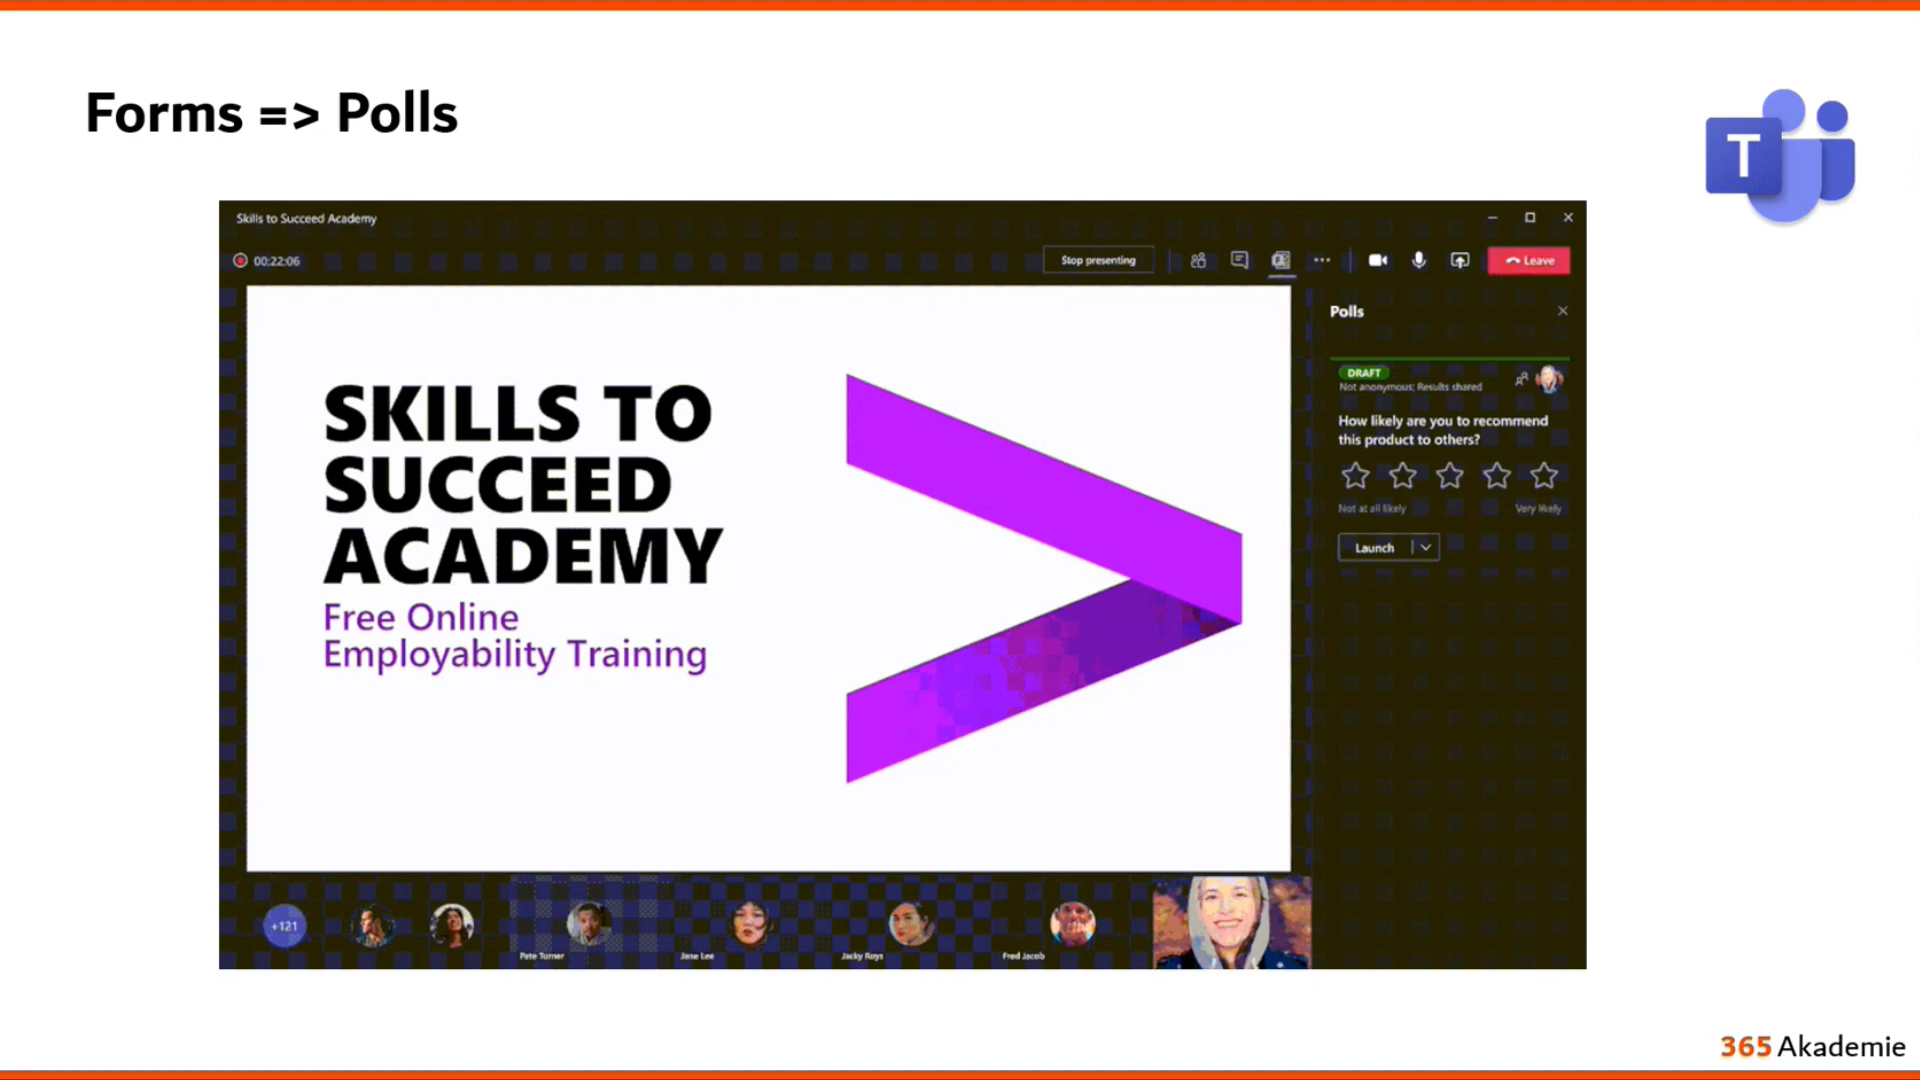 Forms => Polls
T
Skills to Succeed Academy
00:22:06
Stop presenting
Leave
SKILLS TO
SUCCEED
ACADEMY
Free Online
Employability Training
Polls
DRAFT
Not anonymous; Results shared
How likely are you to recommend
this product to others?
Not at all likely
Very likely
Launch
+121
Pete Turner
Jane Lee
Jacky Roys
Fred Jacob
365 Akademie